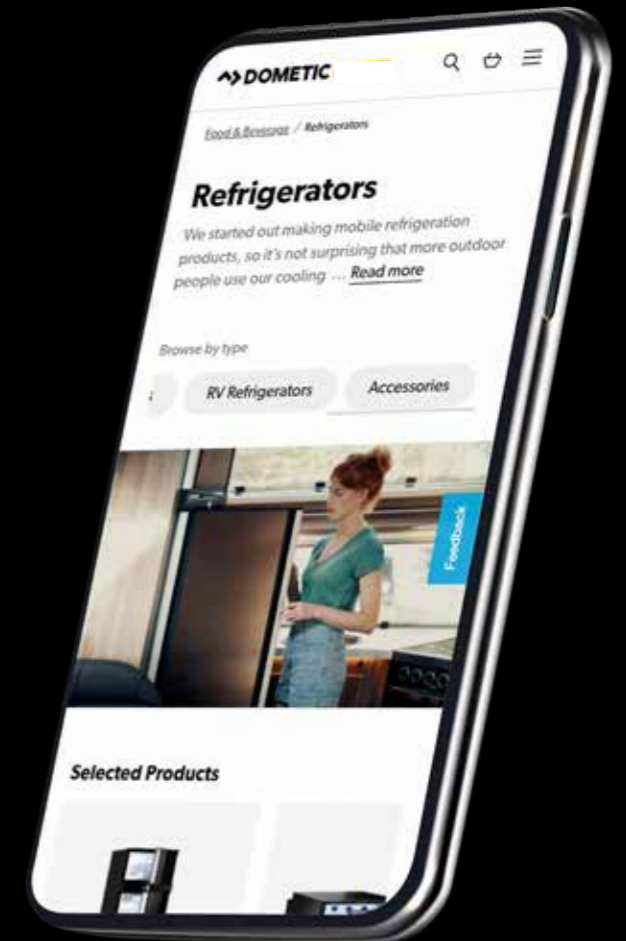 DOMETIC
Food & Beverage / Refrigerators
Refrigerators
We started out making mobile refrigeration
products, so it's not surprising that more outdoor
people use our cooling ... Read more
Browse by type
RV Refrigerators
Accessories
Feedback
Selected Products